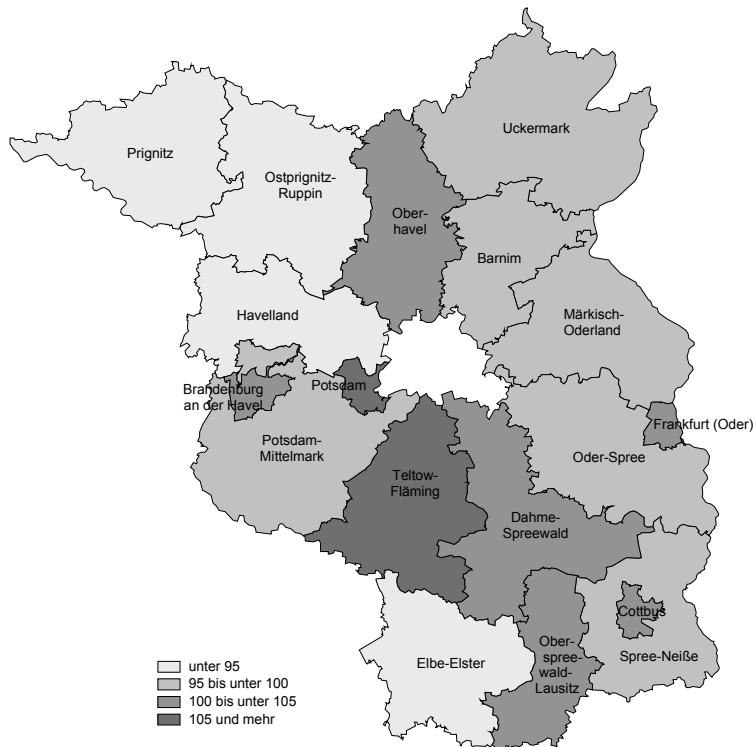 Uckermark
Prignitz
Ostprignitz-
Ruppin
Ober-
havel
Barnim
Havelland
Märkisch-
Oderland
Brandenburg
an der Havel
Potsdam
Frankfurt (Oder)
Potsdam-
Mittelmark
Oder-Spree
Teltow-
Fläming
Dahme-
Spreewald
Cottbus
Ober-
spree-
wald-
Lausitz
Spree-Neiße
Elbe-Elster
unter 95
95 bis unter 100
100 bis unter 105
105 und mehr